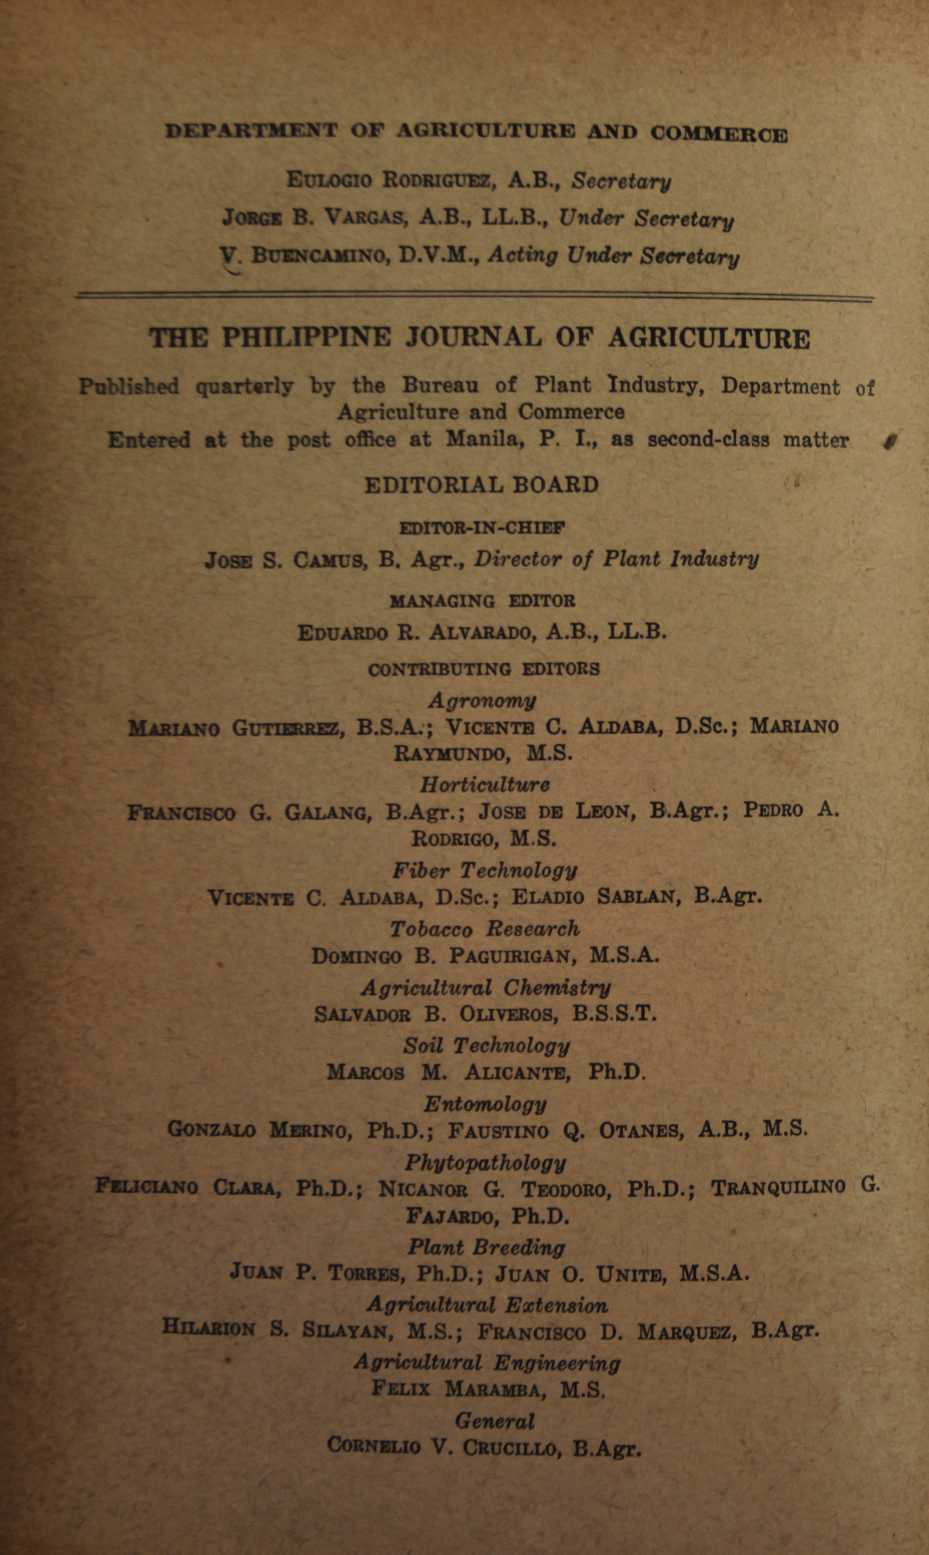 DEPARTMENT OF AGRICULTURE AND COMMERCE
EULOGIO RODRIGUEZ, A.B., Secretary
JORGE B. VARGAS, A.B., LL.B., Under Secretary
V. BUENCAMINO, D.V.M., Acting Under Secretary
THE PHILIPPINE JOURNAL OF AGRICULTURE
Published quarterly by the Bureau of Plant Industry, Department of
Agriculture and Commerce
Entered at the post office at Manila, P. I., as second-class matter
EDITORIAL BOARD
EDITOR-IN-CHIEF
JOSE S. CAMUS, B. Agr., Director of Plant Industry
MANAGING EDITOR
EDUARDO R. ALVARADO, A.B., LL.B.
CONTRIBUTING EDITORS
Agronomy
MARIANO GUTIERREZ, B.S.A.; VICENTE C. ALDABA, D.Sc.; MARIANO
RAYMUNDO, M.S.
Horticulture
FRANCISCO G. GALANG, B.Agr.; JOSE DE LEON, B.Agr.; PEDRO A.
RODRIGO, M.S.
Fiber Technology
VICENTE C. ALDABA, D.Sc.; ELADIO SABLAN, B.Agr.
Tobacco Research
DOMINGO B. PAGUIRIGAN, M.S.A.
Agricultural Chemistry
SALVADOR B. OLIVEROS, B.S.S.T.
Soil Technology
MARCOS M. ALICANTE, Ph.D.
Entomology
GONZALO MERINO, Ph.D.; FAUSTINO Q. OTANES, A.B., M.S.
Phytopathology
FELICIANO CLARA, Ph.D.; NICANOR G. TEODORO, Ph.D.; TRANQUILINO G.
FAJARDO, Ph.D.
Plant Breeding
JUAN P. TORRES, Ph.D.; JUAN O. UNITE, M.S.A.
Agricultural Extension
HILARION S. SILAYAN, M.S.; FRANCISCO D. MARQUEZ, B.Agr.
Agricultural Engineering
FELIX MARAMBA, M.S.
General
CORNELIO V. CRUCILLO, B.Agr.